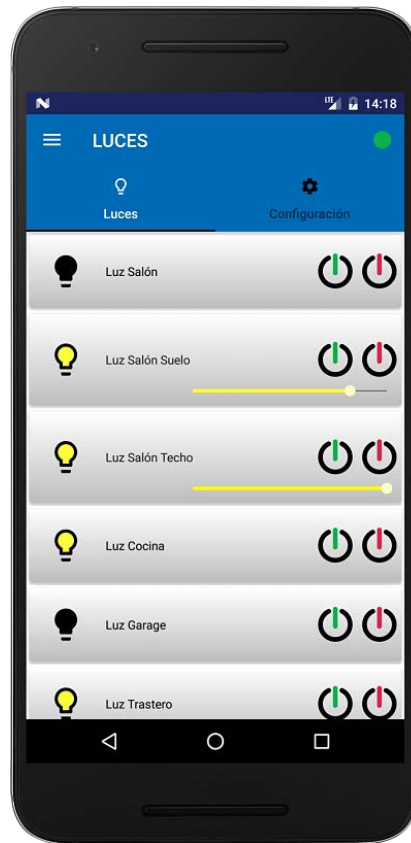 LTE 14:18
LUCES
Luces Configuración
Luz Salón
Luz Salón Suelo
Luz Salón Techo
Luz Cocina
Luz Garage
Luz Trastero